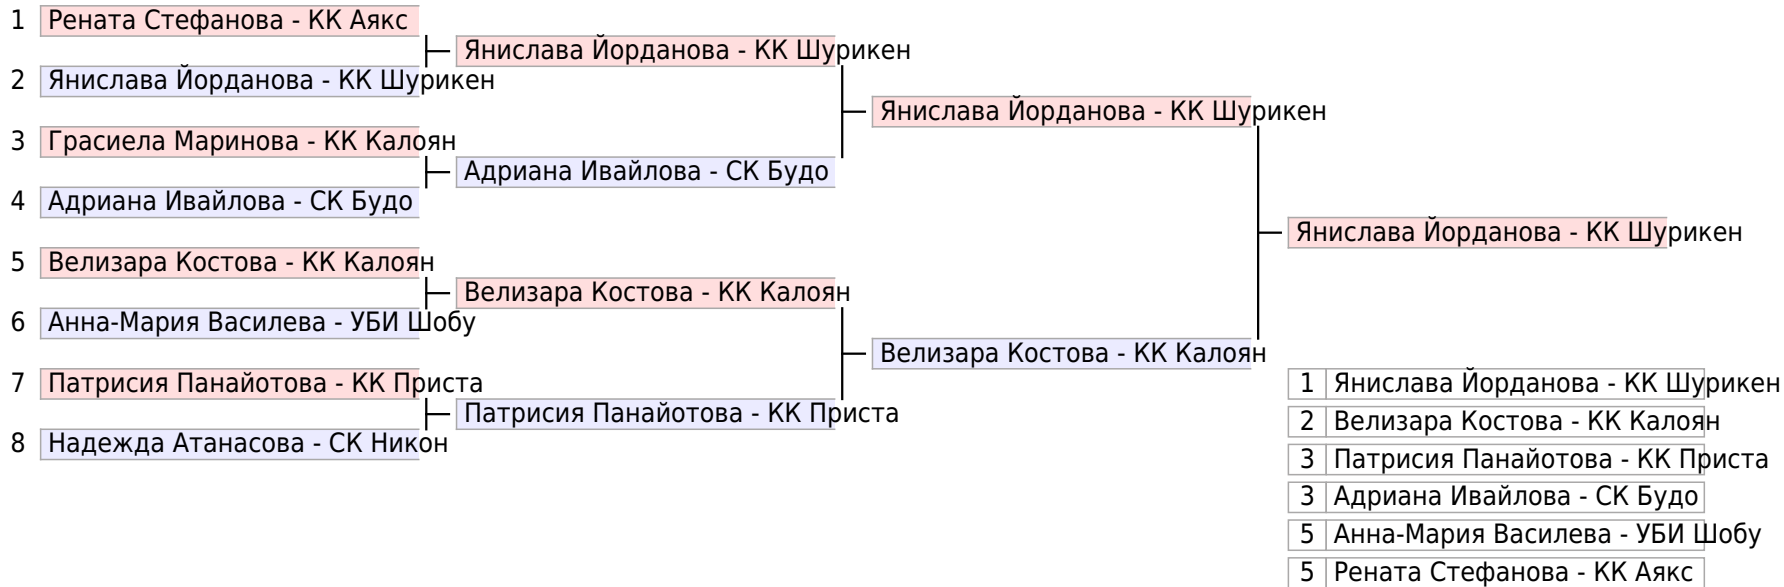 1 Рената Стефанова - КК Аякс
Янислава Йорданова - КК Шурикен
2 Янислава Йорданова - КК Шурикен
Янислава Йорданова - КК Шурикен
3 Грасиела Маринова - КК Калоян
Адриана Ивайлова - СК Будо
4 Адриана Ивайлова - СК Будо
Янислава Йорданова - КК Шурикен
5 Велизара Костова - КК Калоян
Велизара Костова - КК Калоян
6 Анна-Мария Василева - УБИ Шобу
Велизара Костова - КК Калоян
7 Патрисия Панайотова - КК Приста
Патрисия Панайотова - КК Приста
8 Надежда Атанасова - СК Никон
1 Янислава Йорданова - КК Шурикен
2 Велизара Костова - КК Калоян
3 Патрисия Панайотова - КК Приста
3 Адриана Ивайлова - СК Будо
5 Анна-Мария Василева - УБИ Шобу
5 Рената Стефанова - КК Аякс